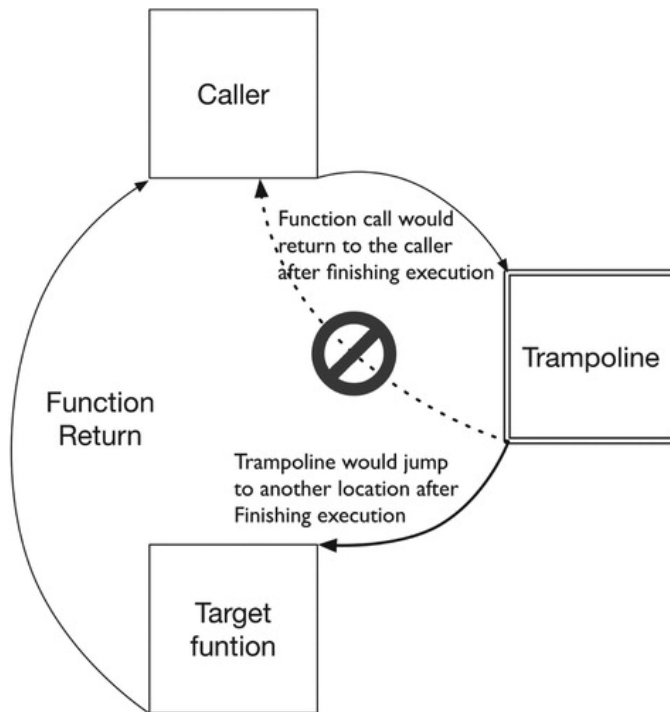 Caller
Function call would
return to the caller
after finishing execution
Trampoline
Function
Return
Trampoline would jump
to another location after
Finishing execution
Target
funtion